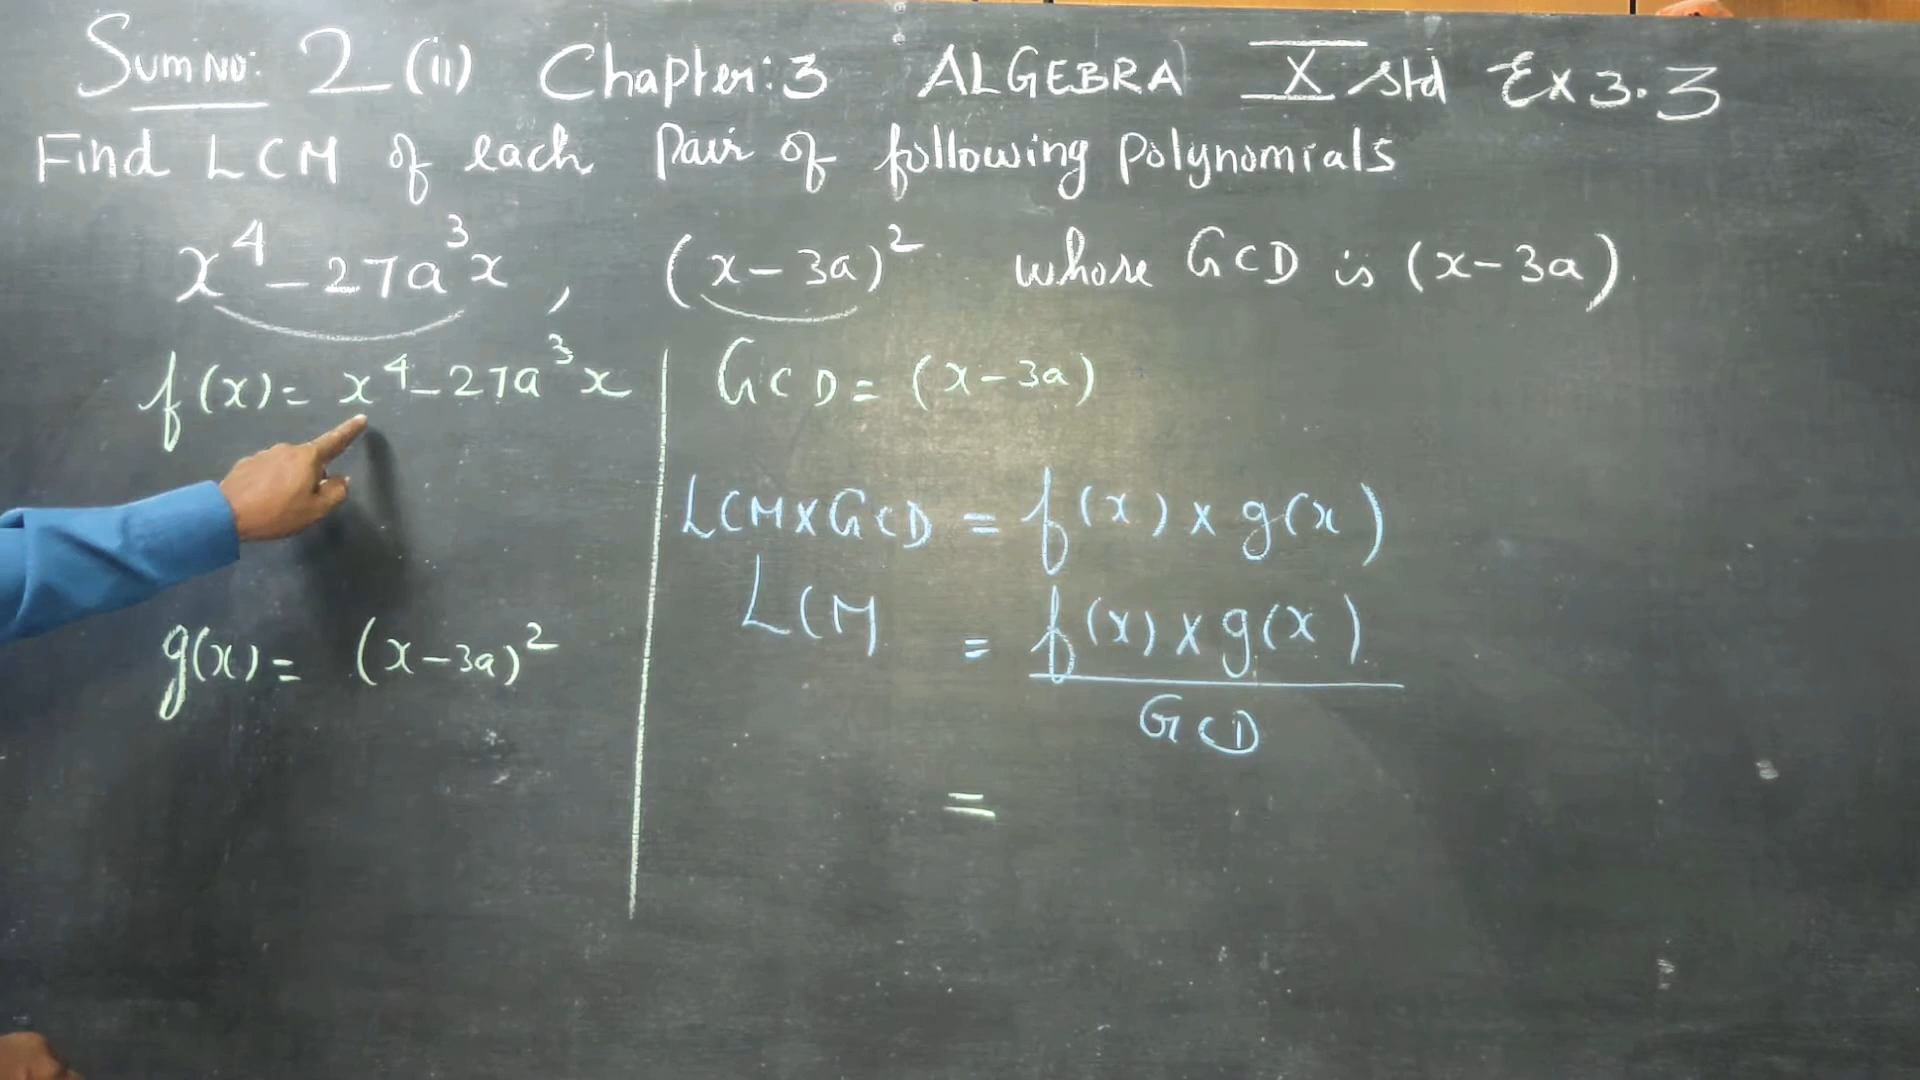 Sum No: 2 (ii) Chapter: 3 ALGEBRA X std Ex 3.3
Find LCM of each Pair of following polynomials
x⁴ - 27a³x , (x - 3a)² whose GCD is (x - 3a)
f(x) = x⁴ - 27a³x
g(x) = (x - 3a)²
GCD = (x - 3a)
LCM x GCD = f(x) x g(x)
LCM = f(x) x g(x)
GCD
=